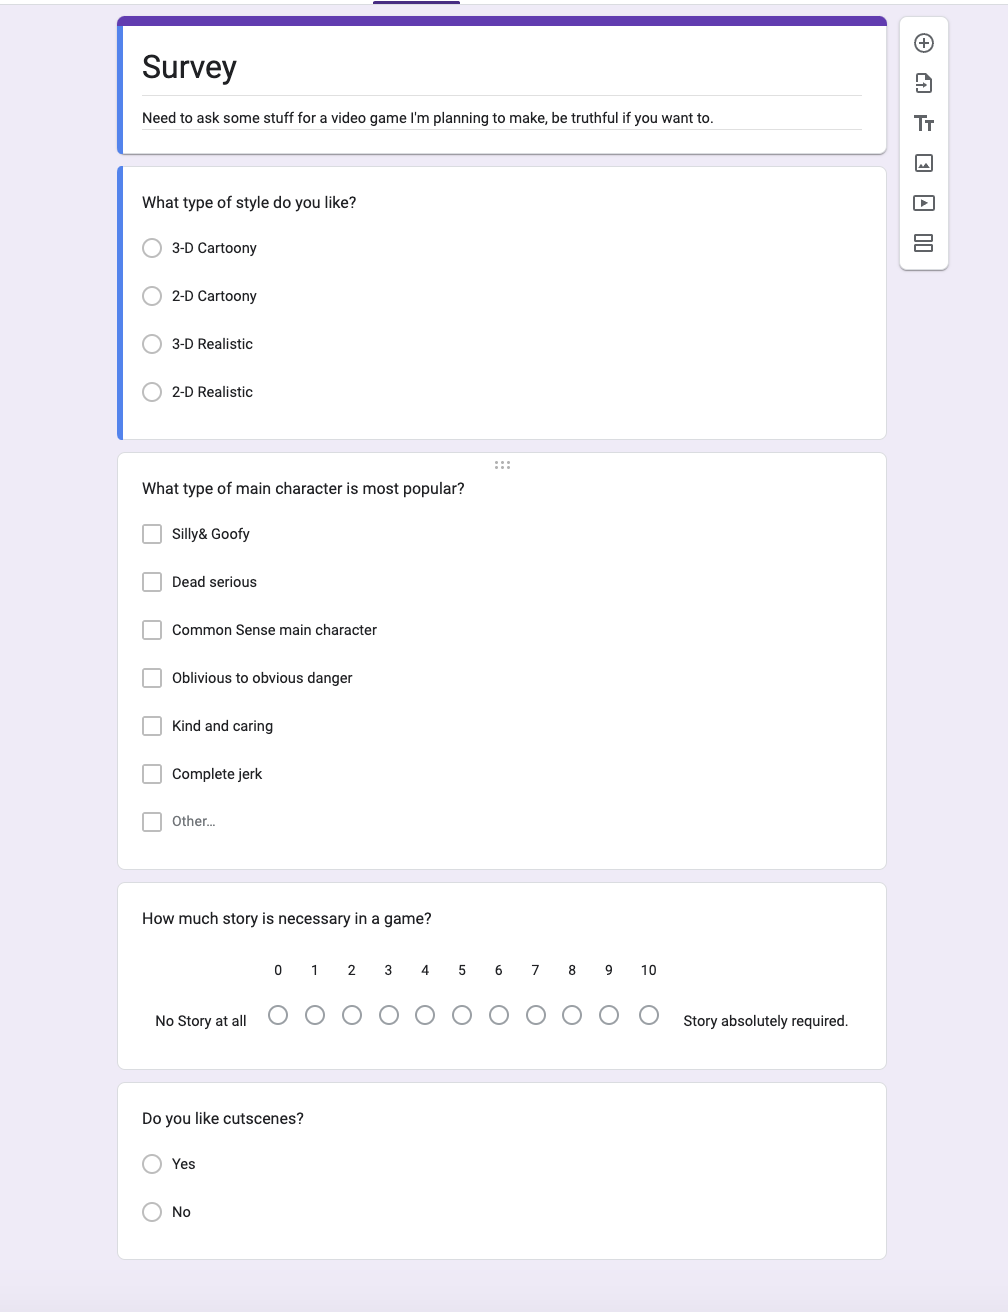 Survey
Need to ask some stuff for a video game I'm planning to make, be truthful if you want to.
What type of style do you like?
3-D Cartoony
2-D Cartoony
3-D Realistic
2-D Realistic
What type of main character is most popular?
Silly& Goofy
Dead serious
Common Sense main character
Oblivious to obvious danger
Kind and caring
Complete jerk
Other...
How much story is necessary in a game?
0 1 2 3 4 5 6 7 8 9 10
No Story at all Story absolutely required.
Do you like cutscenes?
Yes
No